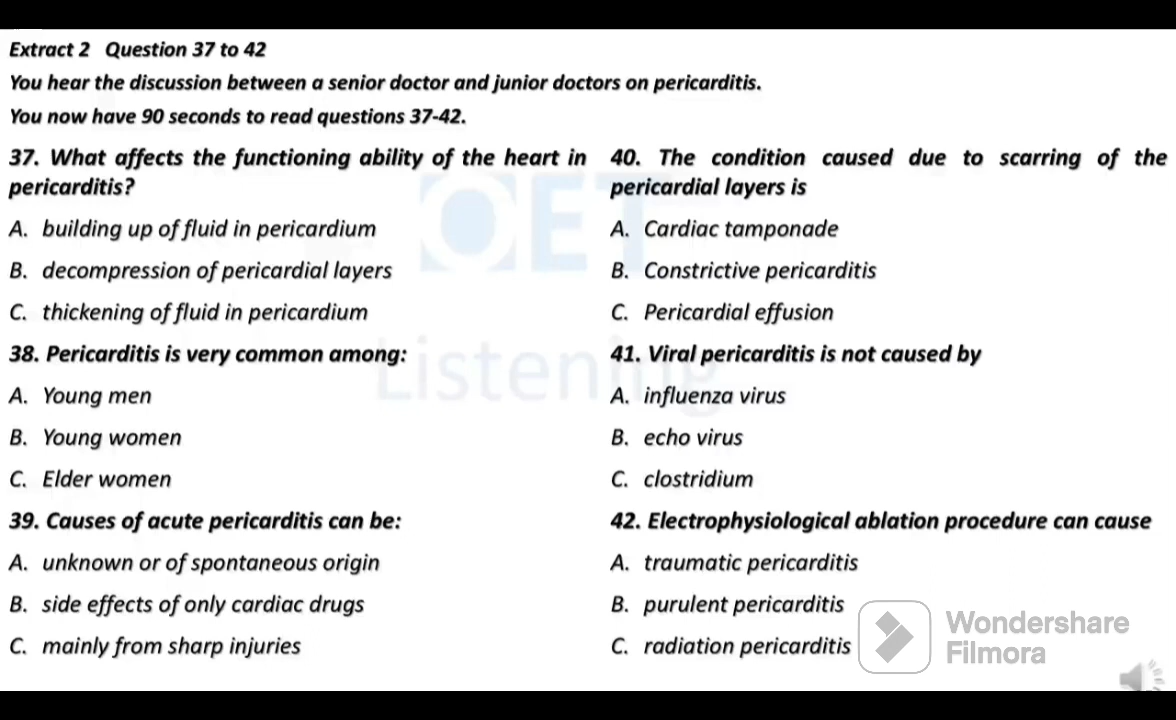 Extract 2 Question 37 to 42
You hear the discussion between a senior doctor and junior doctors on pericarditis.
You now have 90 seconds to read questions 37-42.
37. What affects the functioning ability of the heart in
pericarditis?
A. building up of fluid in pericardium
B. decompression of pericardial layers
C. thickening of fluid in pericardium
38. Pericarditis is very common among:
A. Young men
B. Young women
C. Elder women
39. Causes of acute pericarditis can be:
A. unknown or of spontaneous origin
B. side effects of only cardiac drugs
C. mainly from sharp injuries
40. The condition caused due to scarring of the
pericardial layers is
A. Cardiac tamponade
B. Constrictive pericarditis
C. Pericardial effusion
41. Viral pericarditis is not caused by
A. influenza virus
B. echo virus
C. clostridium
42. Electrophysiological ablation procedure can cause
A. traumatic pericarditis
B. purulent pericarditis
C. radiation pericarditis
OET
Listening
Wondershare
Filmora